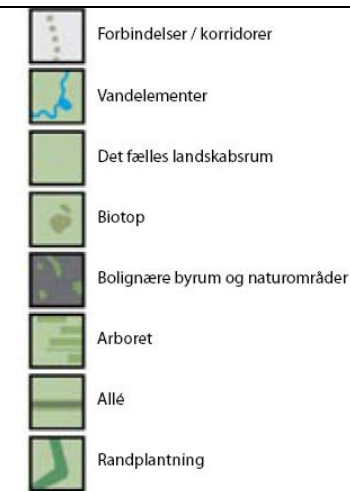 Forbindelser / korridorer
Vandelementer
Det fælles landskabsrum
Biotop
Bolignære byrum og naturområder
Arboret
Allé
Randplantning